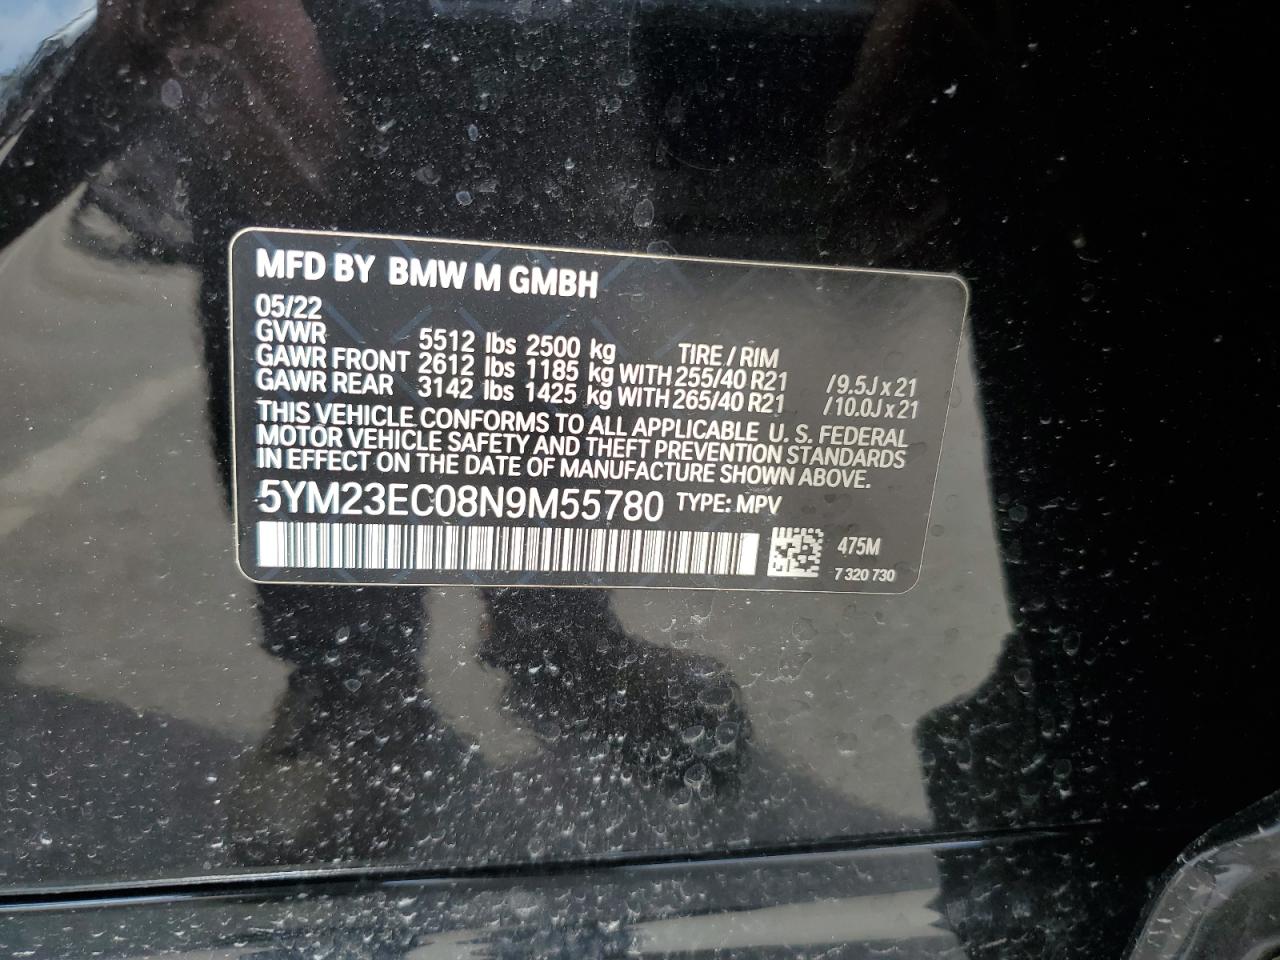 MFD BY BMW M GMBH
05/22
GVWR 5512 lbs 2500 kg TIRE / RIM
GAWR FRONT 2612 lbs 1185 kg WITH 255/40 R21 /9.5J x 21
GAWR REAR 3142 lbs 1425 kg WITH 265/40 R21 /10.0J x 21
THIS VEHICLE CONFORMS TO ALL APPLICABLE U. S. FEDERAL
MOTOR VEHICLE SAFETY AND THEFT PREVENTION STANDARDS
IN EFFECT ON THE DATE OF MANUFACTURE SHOWN ABOVE.
5YM23EC08N9M55780 TYPE: MPV
475M
7 320 730